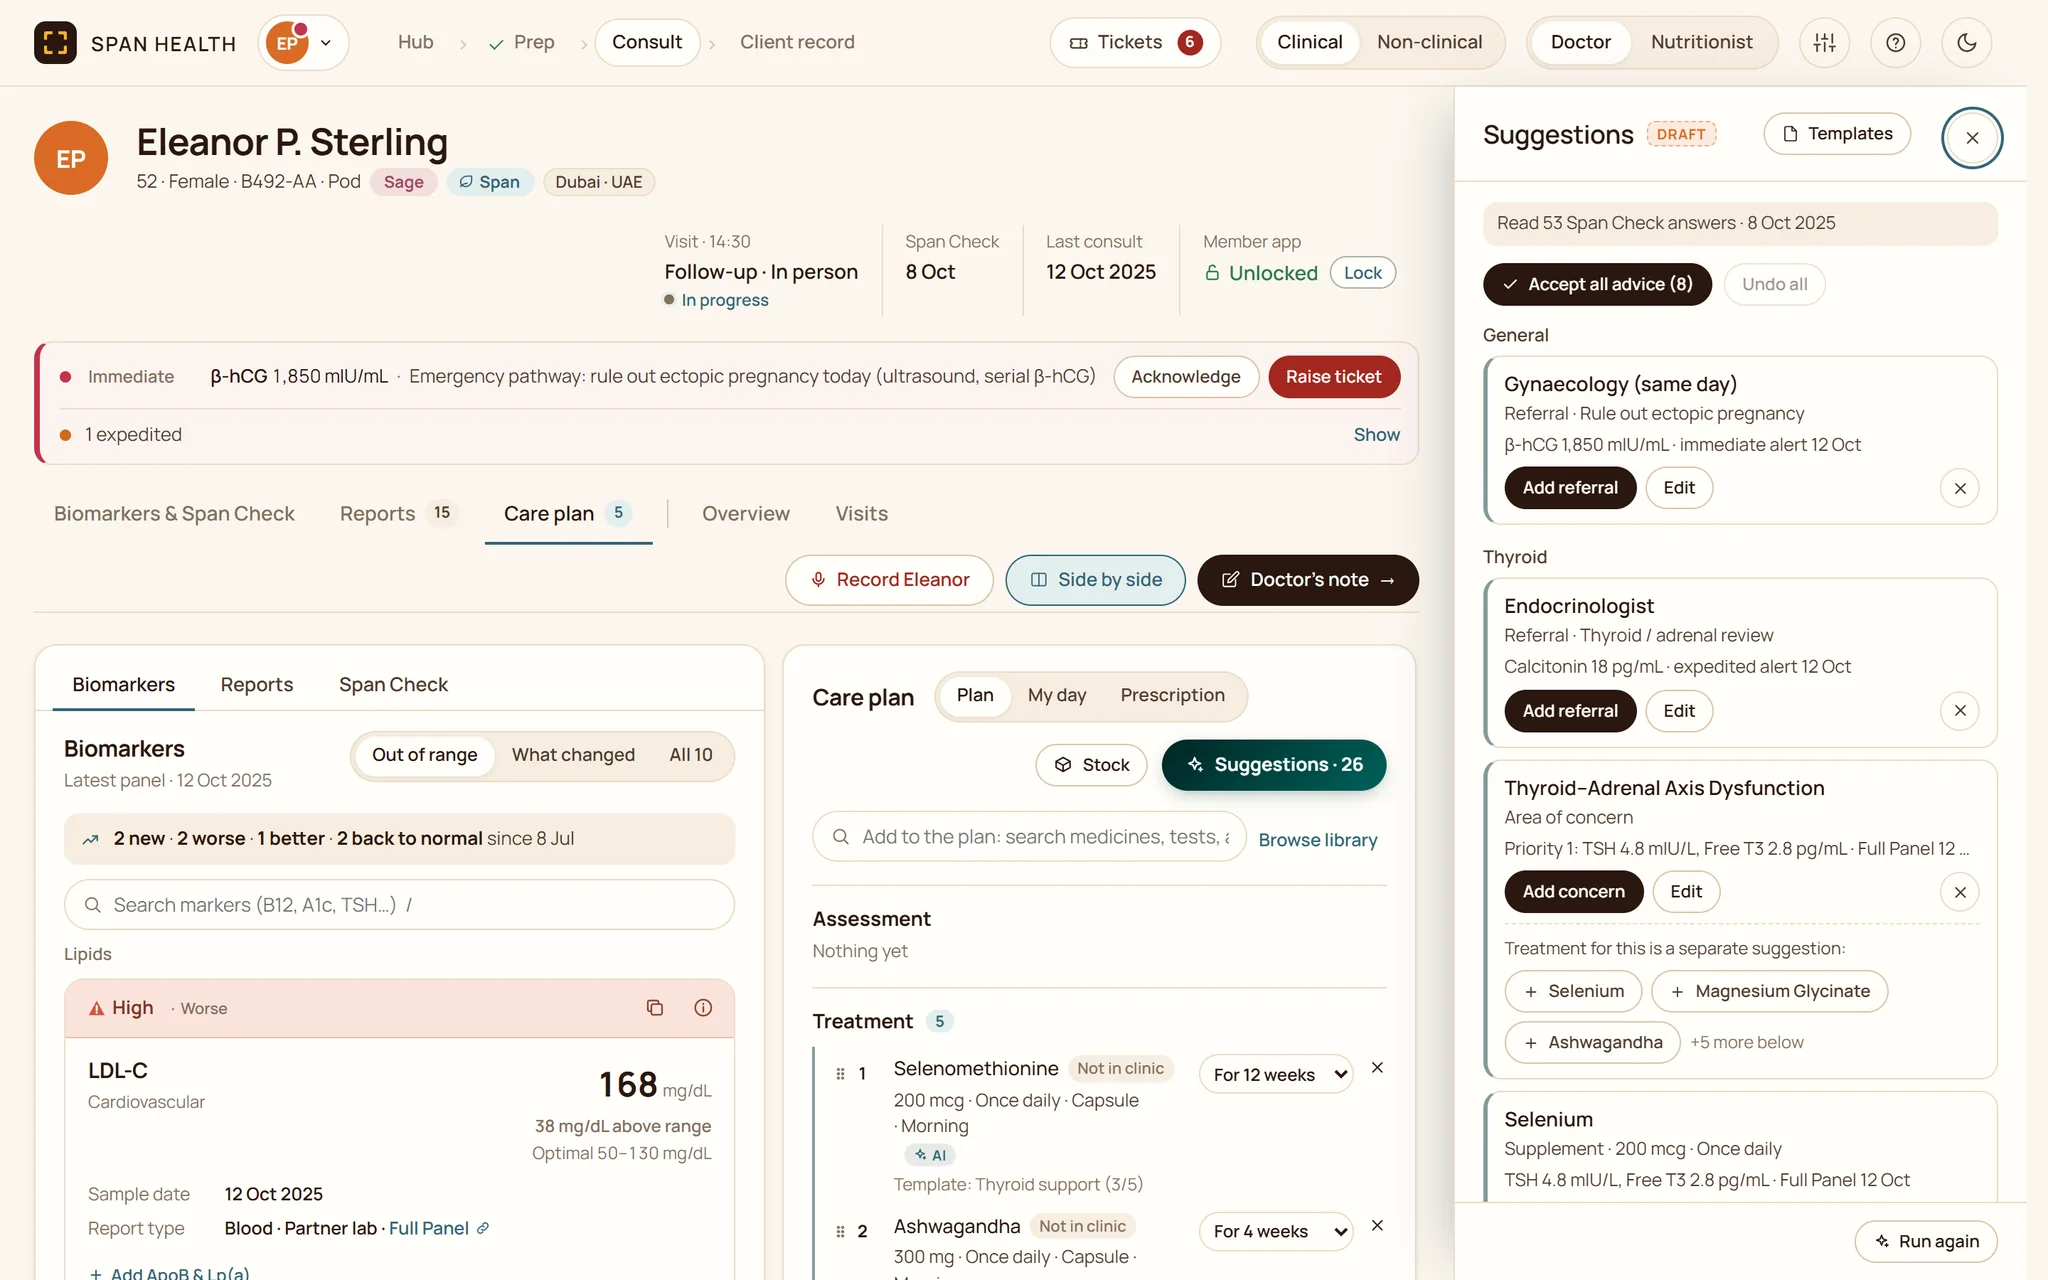 SPAN HEALTH
EP
Hub
Prep
Consult
Client record
Tickets 6
Clinical
Non-clinical
Doctor
Nutritionist
EP
Eleanor P. Sterling
52 · Female · B492-AA · Pod Sage Span Dubai · UAE
Visit · 14:30
Follow-up · In person
In progress
Span Check
8 Oct
Last consult
12 Oct 2025
Member app
Unlocked Lock
Immediate β-hCG 1,850 mIU/mL · Emergency pathway: rule out ectopic pregnancy today (ultrasound, serial β-hCG) Acknowledge Raise ticket
1 expedited Show
Biomarkers & Span Check Reports 15 Care plan 5 Overview Visits
Record Eleanor Side by side Doctor's note →
Biomarkers Reports Span Check
Biomarkers
Latest panel · 12 Oct 2025
Out of range What changed All 10
2 new · 2 worse · 1 better · 2 back to normal since 8 Jul
Search markers (B12, A1c, TSH…) /
Lipids
High · Worse
LDL-C
Cardiovascular
168 mg/dL
38 mg/dL above range
Optimal 50–130 mg/dL
Sample date 12 Oct 2025
Report type Blood · Partner lab · Full Panel
+ Add ApoB & Lp(a)
Care plan Plan My day Prescription
Stock Suggestions · 26
Add to the plan: search medicines, tests, Browse library
Assessment
Nothing yet
Treatment 5
1 Selenomethionine Not in clinic For 12 weeks
200 mcg · Once daily · Capsule
· Morning
AI
Template: Thyroid support (3/5)
2 Ashwagandha Not in clinic For 4 weeks
300 mg · Once daily · Capsule ·
Suggestions DRAFT Templates
Read 53 Span Check answers · 8 Oct 2025
Accept all advice (8) Undo all
General
Gynaecology (same day)
Referral · Rule out ectopic pregnancy
β-hCG 1,850 mIU/mL · immediate alert 12 Oct
Add referral Edit
Thyroid
Endocrinologist
Referral · Thyroid / adrenal review
Calcitonin 18 pg/mL · expedited alert 12 Oct
Add referral Edit
Thyroid–Adrenal Axis Dysfunction
Area of concern
Priority 1: TSH 4.8 mIU/L, Free T3 2.8 pg/mL · Full Panel 12 …
Add concern Edit
Treatment for this is a separate suggestion:
+ Selenium + Magnesium Glycinate
+ Ashwagandha +5 more below
Selenium
Supplement · 200 mcg · Once daily
TSH 4.8 mIU/L, Free T3 2.8 pg/mL · Full Panel 12 Oct
Run again